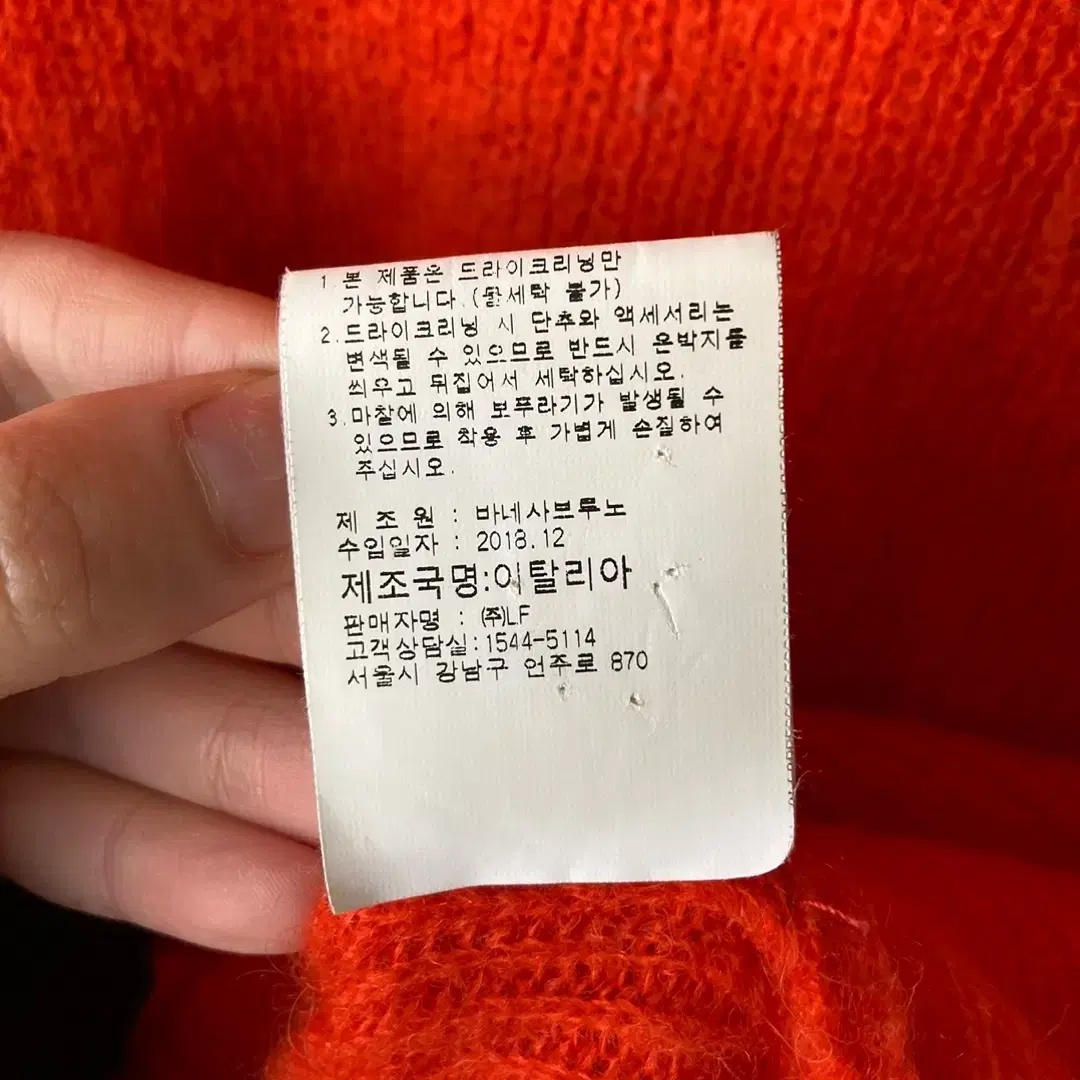 1.본 제품은 드라이크리닝만
가능합니다.(물세탁 불가)
2.드라이크리닝 시 단추와 액세서리는
변색될 수 있으므로 반드시 은박지를
씌우고 뒤집어서 세탁하십시오.
3.마찰에 의해 보푸라기가 발생될 수
있으므로 착용 후 가볍게 손질하여
주십시오.
제 조 원 : 바네사브루노
수입일자 : 2018.12
제조국명:이탈리아
판매자명 : ㈜LF
고객상담실:1544-5114
서울시 강남구 언주로 870